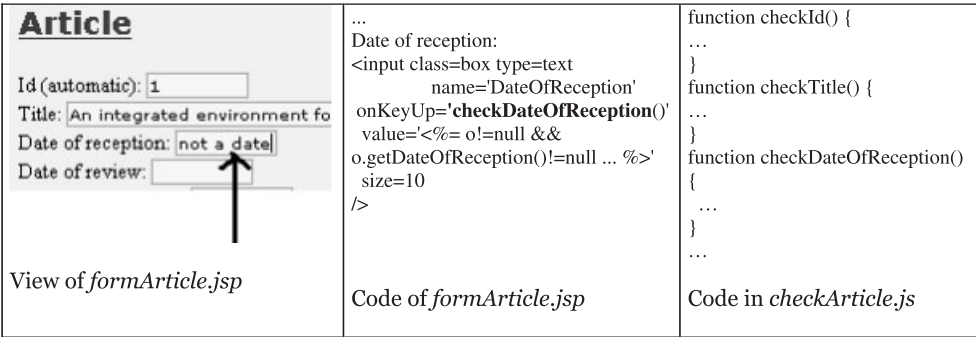 Article
Id (automatic): 1
Title: An integrated environment fo
Date of reception: not a date
Date of review:
View of formArticle.jsp
...
Date of reception:
<input class=box type=text
name='DateOfReception'
onKeyUp='checkDateOfReception()'
value='<%= o!=null &&
o.getDateOfReception()!=null ... %>'
size=10
/>
Code of formArticle.jsp
function checkId() {
…
}
function checkTitle() {
…
}
function checkDateOfReception()
{
…
}
…
Code in checkArticle.js